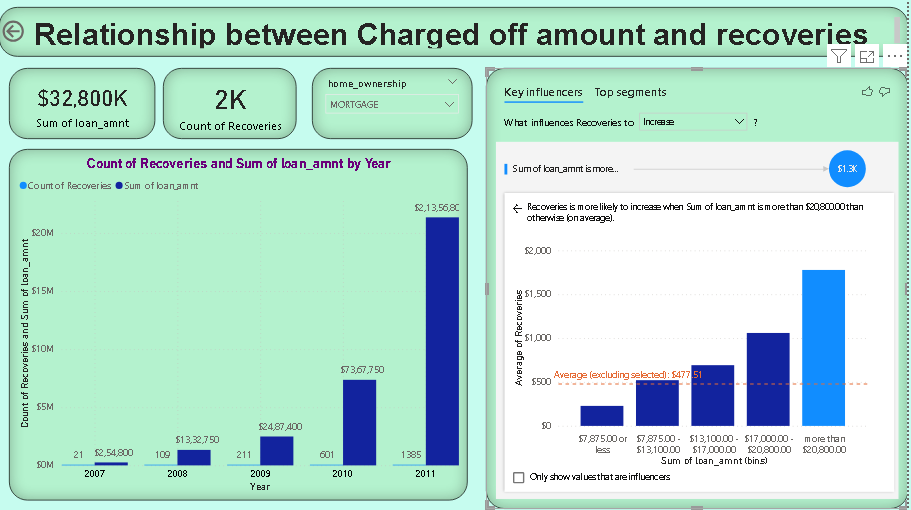 Relationship between Charged off amount and recoveries
$32,800K
Sum of loan_amnt
2K
Count of Recoveries
home_ownership
MORTGAGE
Count of Recoveries and Sum of loan_amnt by Year
Count of Recoveries Sum of loan_amnt
Count of Recoveries and Sum of loan_amnt
$20M
$15M
$10M
$5M
$0M
21 $2,54,800
109 $13,32,750
211 $24,87,400
601 $73,67,750
1385 $2,13,56,8
2007 2008 2009 2010 2011
Year
Key influencers Top segments
What influences Recoveries to Increase ?
Sum of loan_amnt is more... $1.3K
Recoveries is more likely to increase when Sum of loan_amnt is more than $20,800.00 than
otherwise (on average).
Average of Recoveries
$2,000
$1,500
$1,000
$500
$0
Average (excluding selected): $477.51
$7,875.00 or
less
$7,875.00 -
$13,100.00
$13,100.00 -
$17,000.00
$17,000.00 -
$20,800.00
more than
$20,800.00
Sum of loan_amnt (bins)
Only show values that are influencers